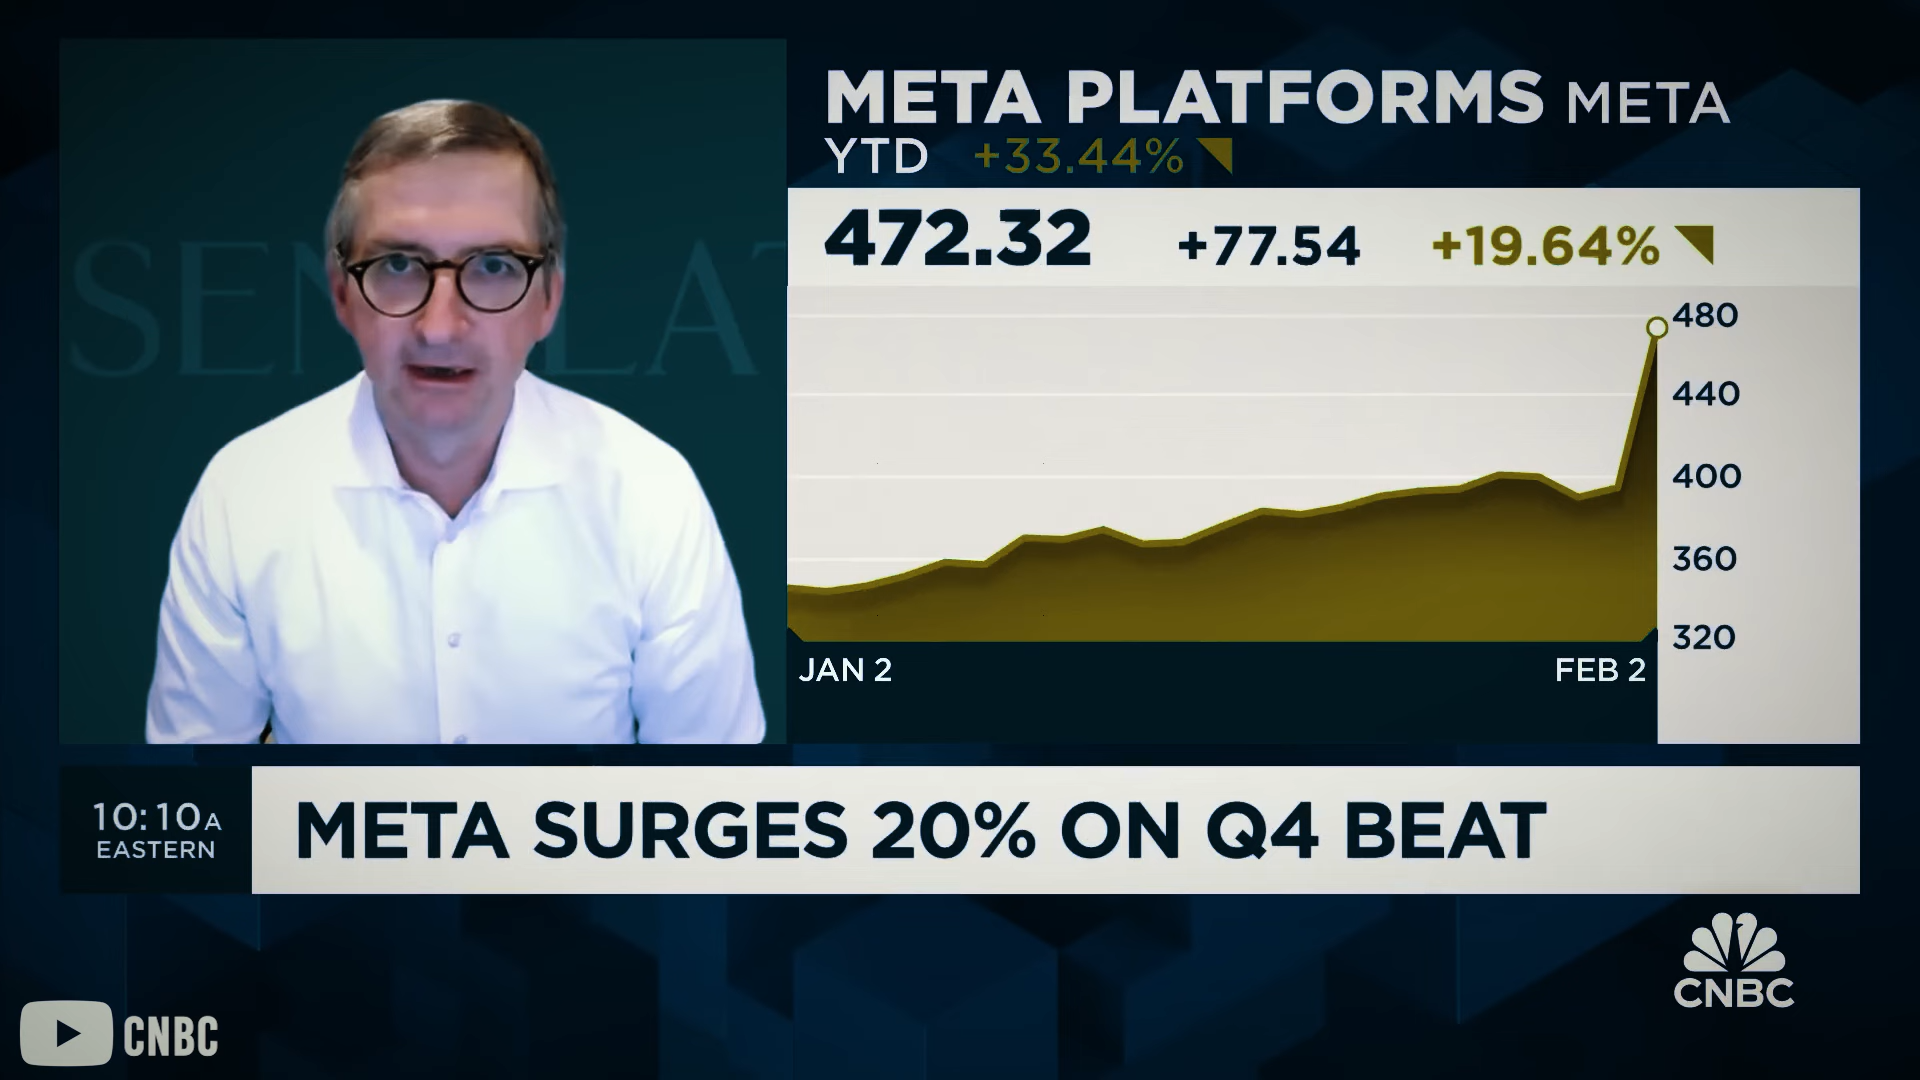 META PLATFORMS META
YTD +33.44%
472.32 +77.54 +19.64%
480
440
400
360
320
JAN 2 FEB 2
10:10A
EASTERN
META SURGES 20% ON Q4 BEAT
CNBC
CNBC